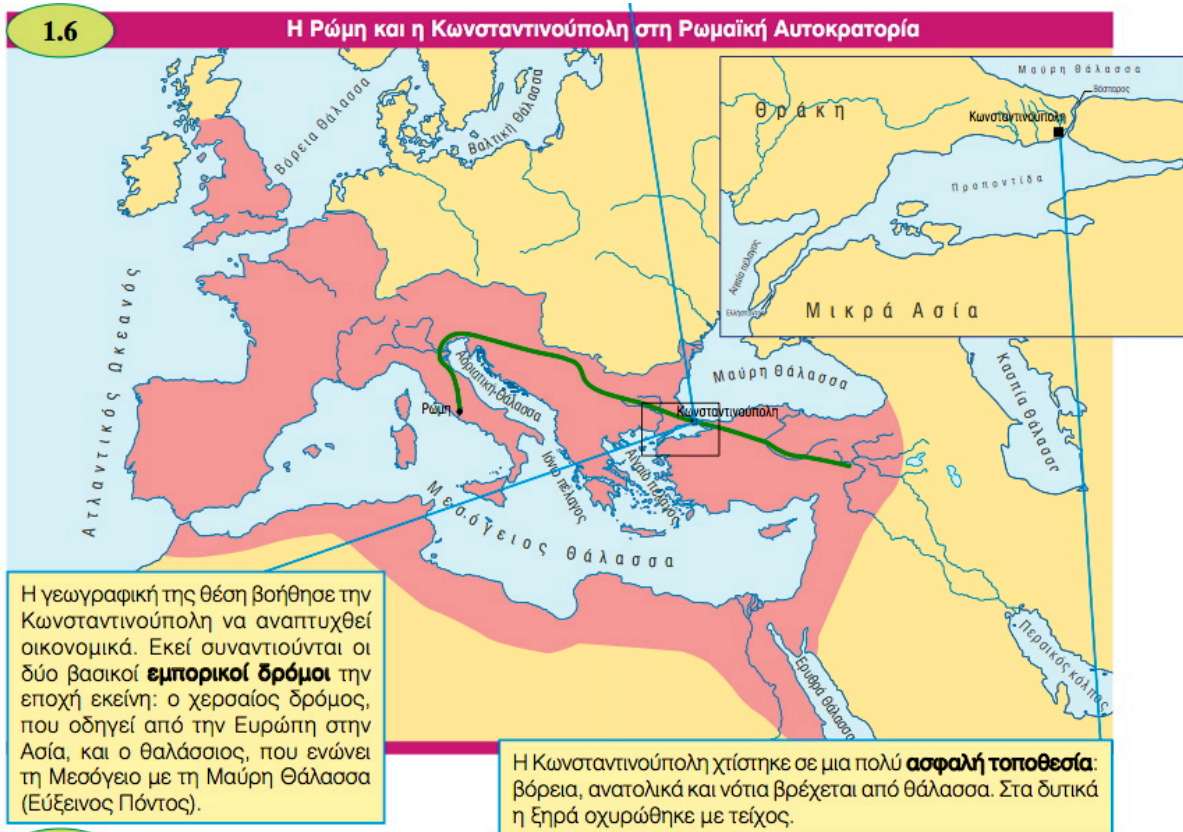 1.6
Η Ρώμη και η Κωνσταντινούπολη στη Ρωμαϊκή Αυτοκρατορία
Μαύρη Θάλασσα
Βόσπορος
Θράκη
Κωνσταντινούπολη
Προποντίδα
Αιγαίο πέλαγος
Ελλήσποντος
Μικρά Ασία
Βόρεια Θάλασσα
Βαλτική Θάλασσα
Ατλαντικός Ωκεανός
Αδριατική Θάλασσα
Μαύρη Θάλασσα
Κασπία Θάλασσα
Ρώμη
Κωνσταντινούπολη
Ιόνιο πέλαγος
Αιγαίο πέλαγος
Μεσόγειος Θάλασσα
Ερυθρά Θάλασσα
Περσικός κόλπος
Η γεωγραφική της θέση βοήθησε την
Κωνσταντινούπολη να αναπτυχθεί
οικονομικά. Εκεί συναντιούνται οι
δύο βασικοί εμπορικοί δρόμοι την
εποχή εκείνη: ο χερσαίος δρόμος,
που οδηγεί από την Ευρώπη στην
Ασία, και ο θαλάσσιος, που ενώνει
τη Μεσόγειο με τη Μαύρη Θάλασσα
(Εύξεινος Πόντος).
Η Κωνσταντινούπολη χτίστηκε σε μια πολύ ασφαλή τοποθεσία:
βόρεια, ανατολικά και νότια βρέχεται από θάλασσα. Στα δυτικά
η ξηρά οχυρώθηκε με τείχος.